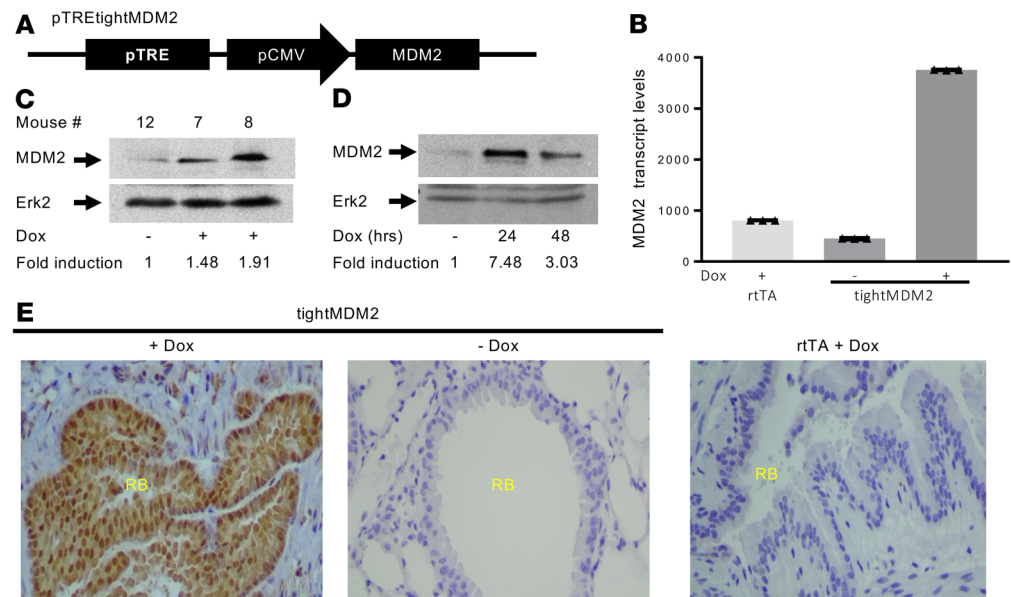 A
pTREtightMDM2
pTRE pCMV MDM2
B
MDM2 transcript levels
4000
3000
2000
1000
0
Dox + - +
rtTA tightMDM2
C
Mouse # 12 7 8
MDM2
Erk2
Dox - + +
Fold induction 1 1.48 1.91
D
MDM2
Erk2
Dox (hrs) - 24 48
Fold induction 1 7.48 3.03
E
tightMDM2
+ Dox - Dox rtTA + Dox
RB RB RB